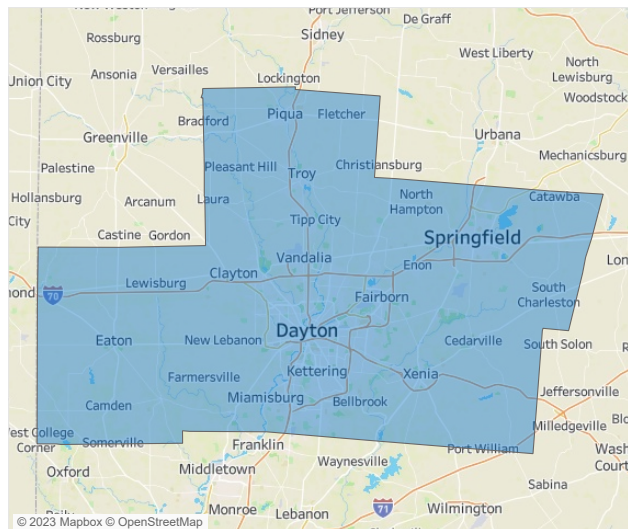 Port Jefferson
De Graff
Rossburg
Sidney
Versailles
West Liberty
Ansonia
North
Lewisburg
Union City
Lockington
Woodstock
Bradford
Piqua
Fletcher
Greenville
Urbana
Mechanicsburg
Palestine
Pleasant Hill
Troy
Christiansburg
Hollansburg
Arcanum
Laura
North
Hampton
Catawba
City
Tipp City
Castine
Gordon
Springfield
Vandalia
Enon
Clayton
Lewisburg
70
Fairborn
South
Charleston
Dayton
Eaton
New Lebanon
Cedarville
South Solon
Farmersville
Kettering
Xenia
Jeffersonville
Camden
Miamisburg
Bellbrook
Milledgeville
West College
Corner
Somerville
Franklin
Port William
Wash
Court
Oxford
Middletown
Waynesville
Sabina
Monroe
Lebanon
71
Wilmington
© 2023 Mapbox © OpenStreetMap